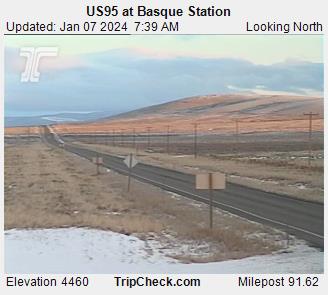 US95 at Basque Station
Updated: Jan 07 2024 7:39 AM Looking North
Elevation 4460 TripCheck.com Milepost 91.62